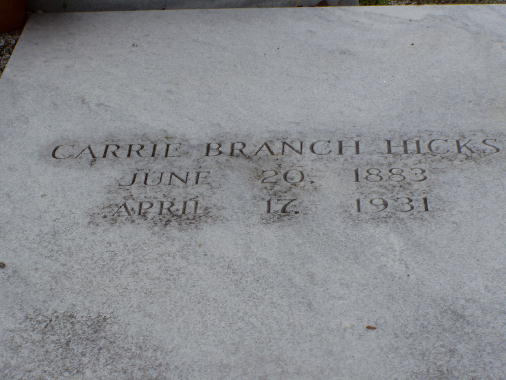 CARRIE BRANCH HICKS
JUNE 20. 1883
APRIL 17. 1931